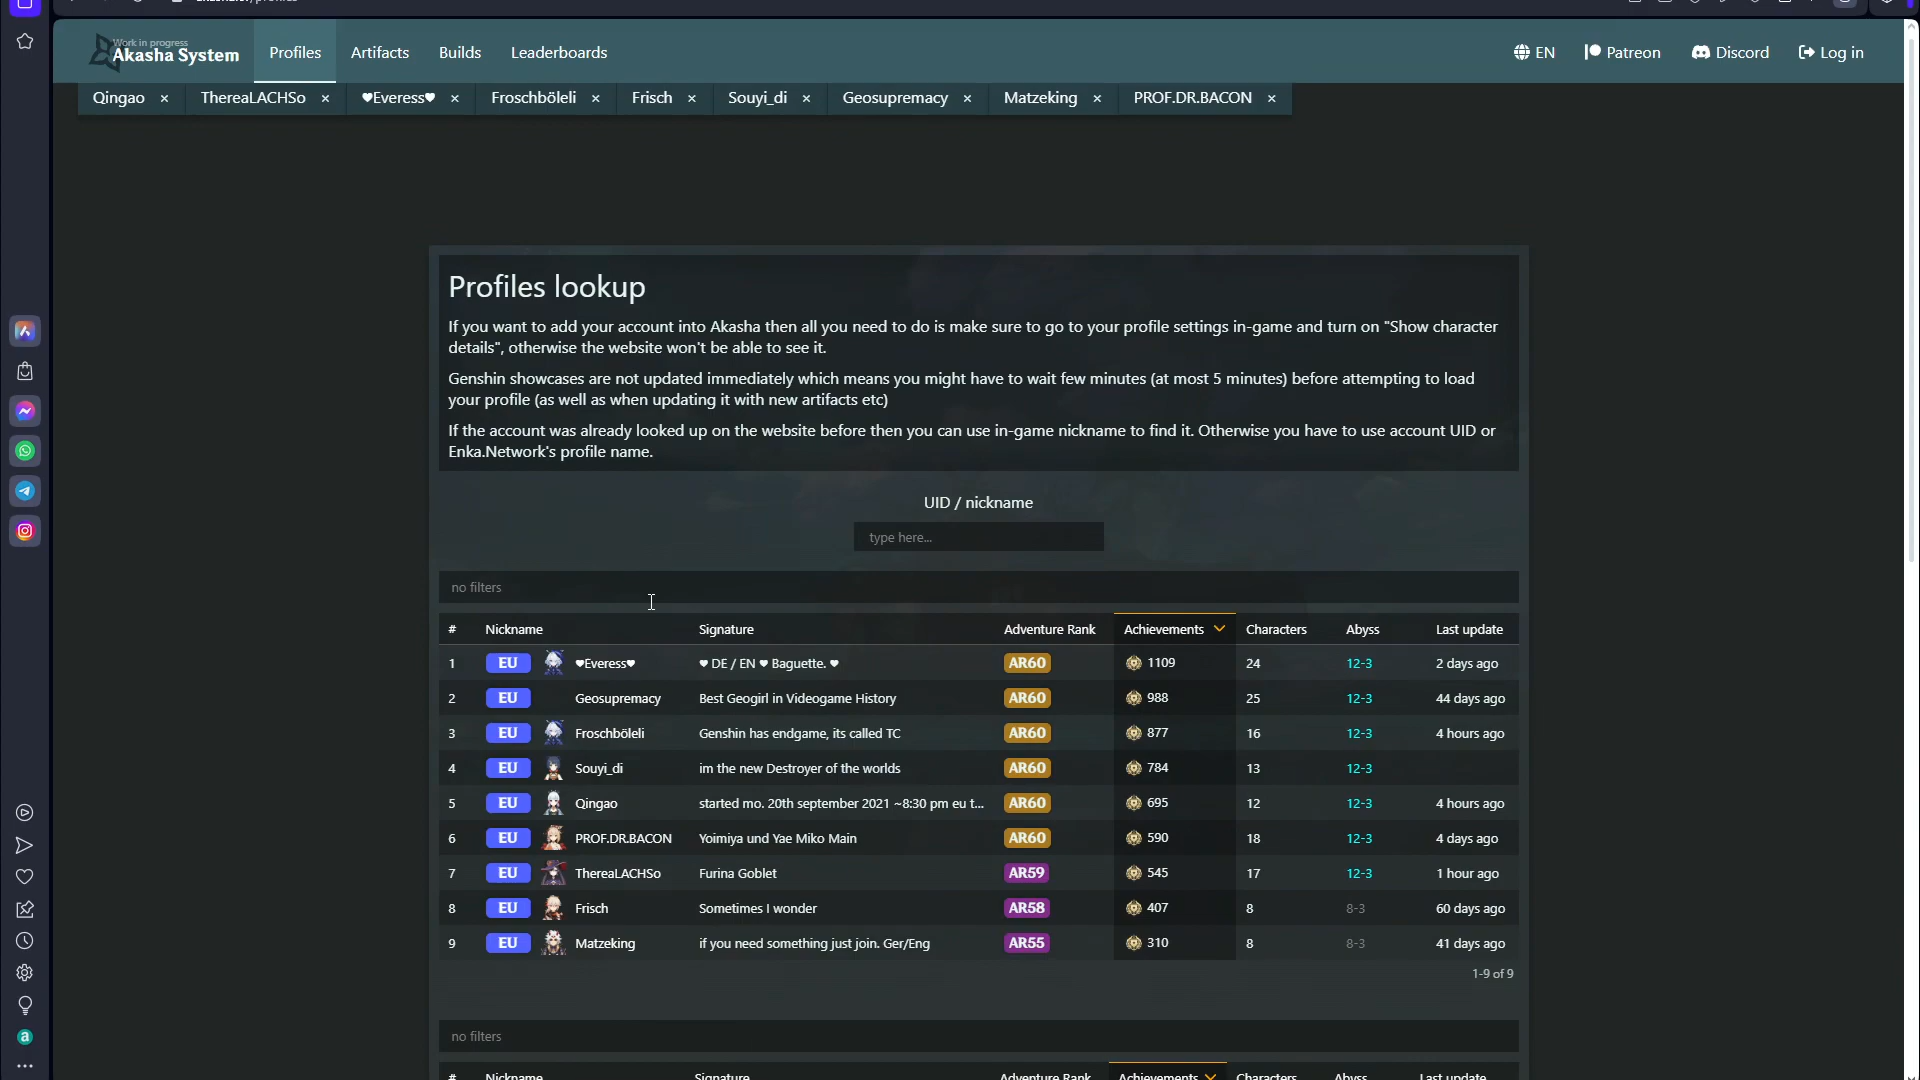 Work in progress
Akasha System
Profiles
Artifacts
Builds
Leaderboards
EN
Patreon
Discord
Log in
Qingao ×
ThereaLACHSo ×
♥Everess♥ ×
Froschböleli ×
Frisch ×
Souyi_di ×
Geosupremacy ×
Matzeking ×
PROF.DR.BACON ×
Profiles lookup
If you want to add your account into Akasha then all you need to do is make sure to go to your profile settings in-game and turn on "Show character
details", otherwise the website won't be able to see it.
Genshin showcases are not updated immediately which means you might have to wait few minutes (at most 5 minutes) before attempting to load
your profile (as well as when updating it with new artifacts etc)
If the account was already looked up on the website before then you can use in-game nickname to find it. Otherwise you have to use account UID or
Enka.Network's profile name.
UID / nickname
type here...
no filters
# Nickname Signature Adventure Rank Achievements Characters Abyss Last update
1 EU ♥Everess♥ ♥ DE / EN ♥ Baguette. ♥ AR60 1109 24 12-3 2 days ago
2 EU Geosupremacy Best Geogirl in Videogame History AR60 988 25 12-3 44 days ago
3 EU Froschböleli Genshin has endgame, its called TC AR60 877 16 12-3 4 hours ago
4 EU Souyi_di im the new Destroyer of the worlds AR60 784 13 12-3
5 EU Qingao started mo. 20th september 2021 ~8:30 pm eu t... AR60 695 12 12-3 4 hours ago
6 EU PROF.DR.BACON Yoimiya und Yae Miko Main AR60 590 18 12-3 4 days ago
7 EU ThereaLACHSo Furina Goblet AR59 545 17 12-3 1 hour ago
8 EU Frisch Sometimes I wonder AR58 407 8 8-3 60 days ago
9 EU Matzeking if you need something just join. Ger/Eng AR55 310 8 8-3 41 days ago
1-9 of 9
no filters
# Nickname Signature Adventure Rank Achievements Characters Abyss Last update